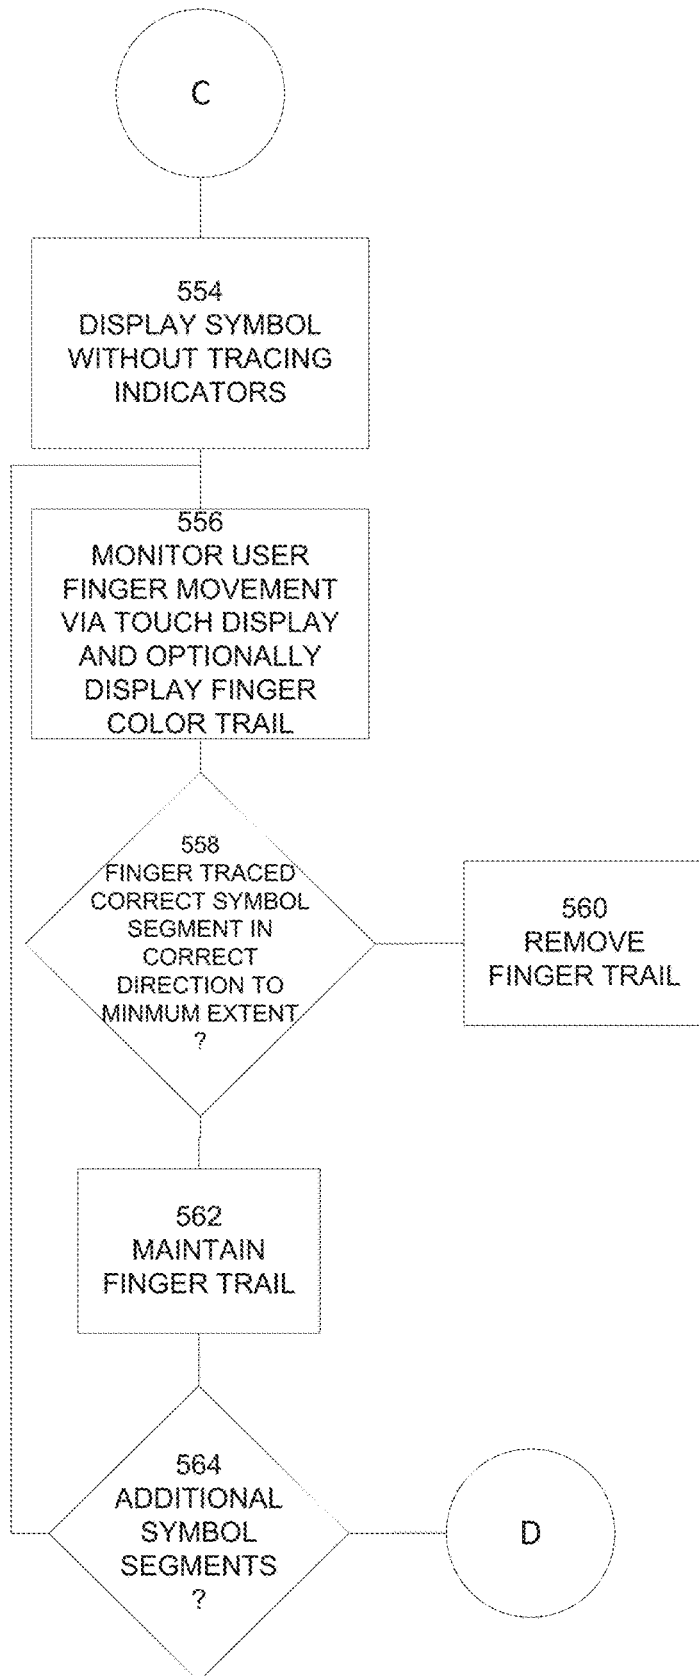 C
554
DISPLAY SYMBOL
WITHOUT TRACING
INDICATORS
556
MONITOR USER
FINGER MOVEMENT
VIA TOUCH DISPLAY
AND OPTIONALLY
DISPLAY FINGER
COLOR TRAIL
558
FINGER TRACED
CORRECT SYMBOL
SEGMENT IN
CORRECT
DIRECTION TO
MINMUM EXTENT
?
560
REMOVE
FINGER TRAIL
562
MAINTAIN
FINGER TRAIL
564
ADDITIONAL
SYMBOL
SEGMENTS
?
D